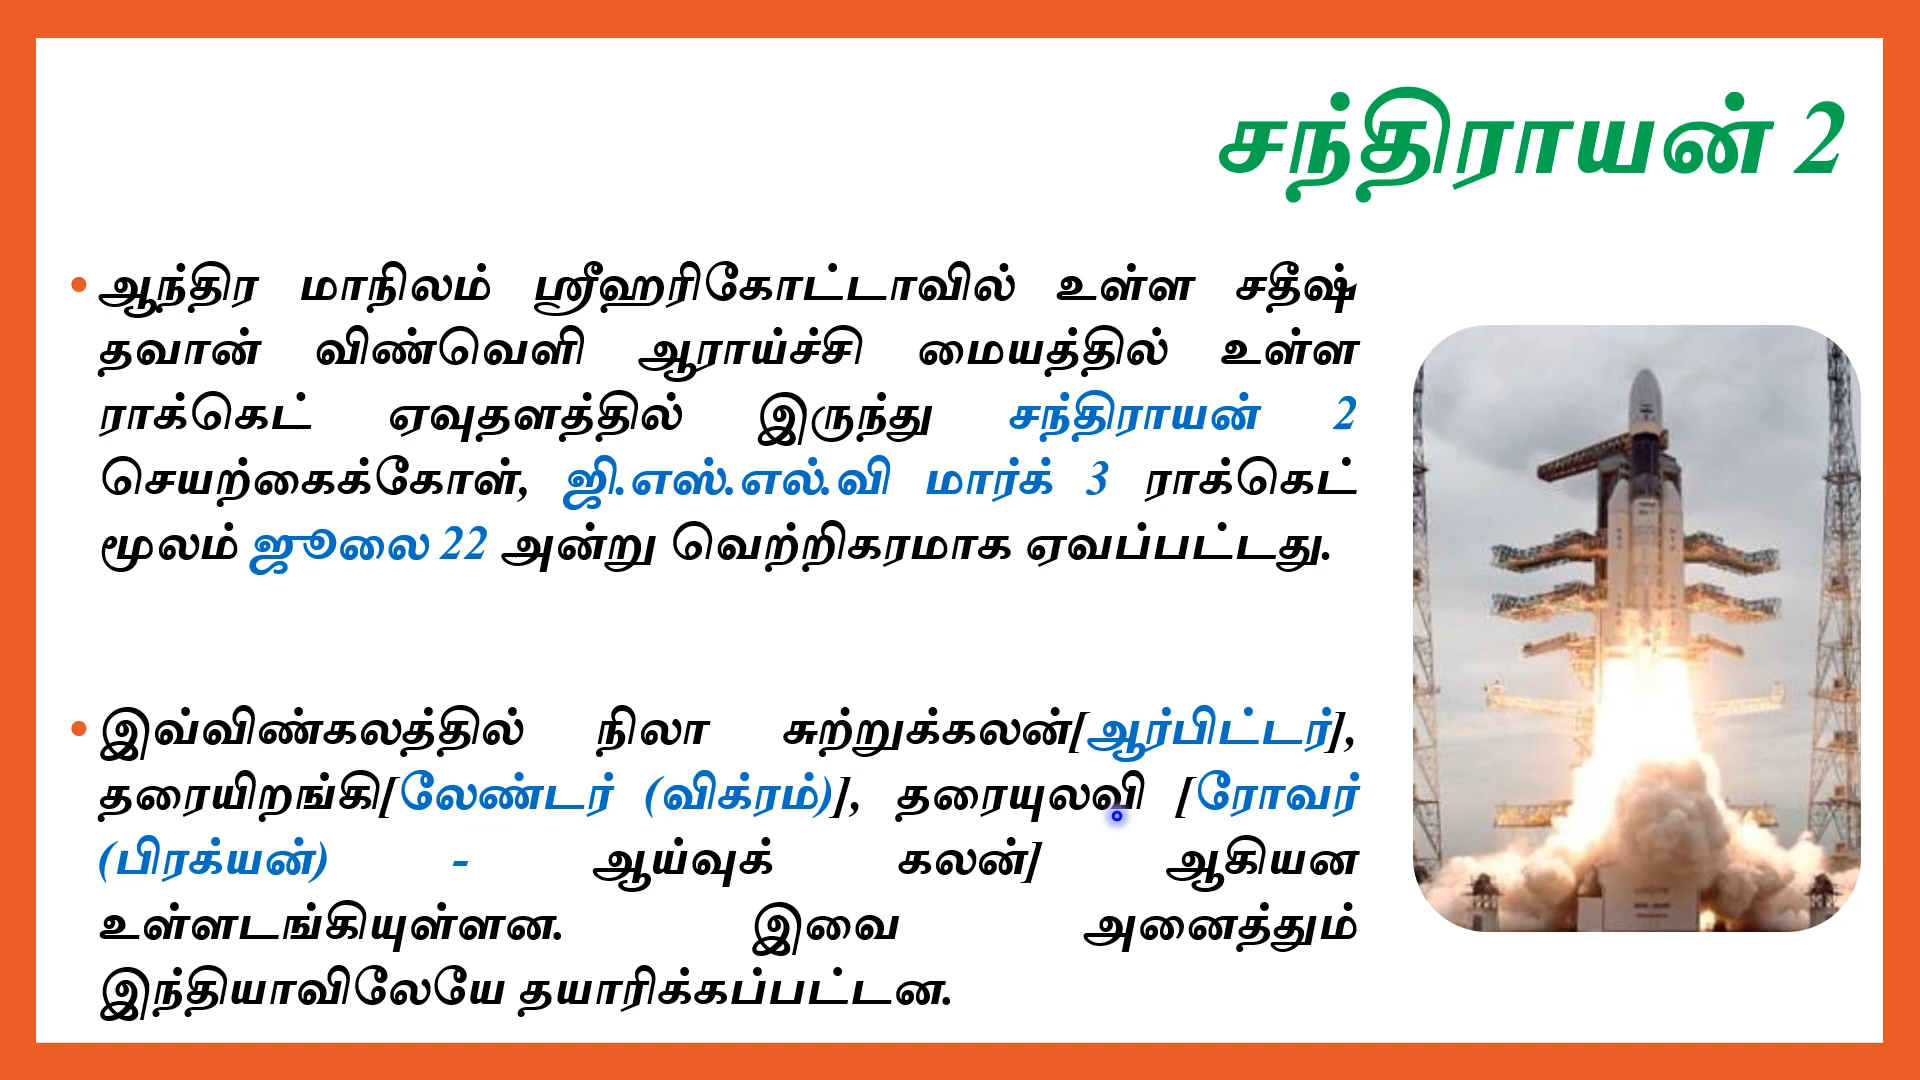 சந்திராயன் 2
• ஆந்திர மாநிலம் ஸ்ரீஹரிகோட்டாவில் உள்ள சதீஷ்
தவான் விண்வெளி ஆராய்ச்சி மையத்தில் உள்ள
ராக்கெட் ஏவுதளத்தில் இருந்து சந்திராயன் 2
செயற்கைக்கோள், ஜி.எஸ்.எல்.வி மார்க் 3 ராக்கெட்
மூலம் ஜூலை 22 அன்று வெற்றிகரமாக ஏவப்பட்டது.
• இவ்விண்கலத்தில் நிலா சுற்றுக்கலன்[ஆர்பிட்டர்],
தரையிறங்கி[லேண்டர் (விக்ரம்)], தரையுலவி [ரோவர்
(பிரக்யன்) - ஆய்வுக் கலன்] ஆகியன
உள்ளடங்கியுள்ளன. இவை அனைத்தும்
இந்தியாவிலேயே தயாரிக்கப்பட்டன.